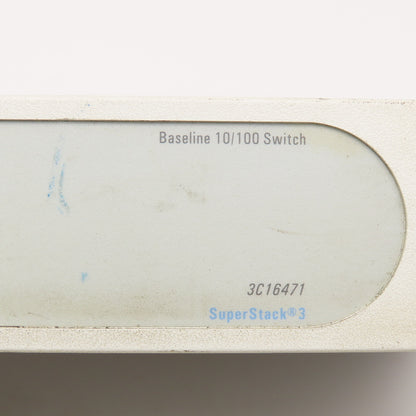 Baseline 10/100 Switch
3C16471
SuperStack®3